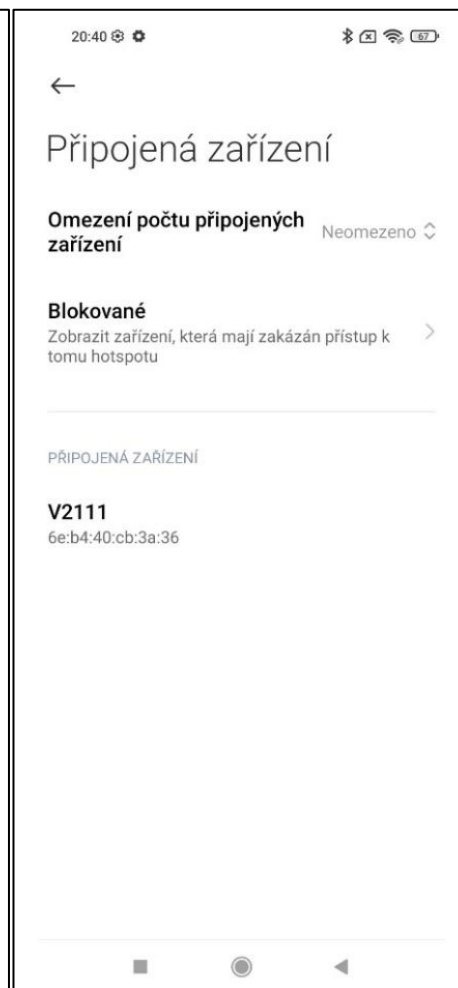 20:40
67
Připojená zařízení
Omezení počtu připojených
zařízení
Neomezeno
Blokované
Zobrazit zařízení, která mají zakázán přístup k
tomu hotspotu
PŘIPOJENÁ ZAŘÍZENÍ
V2111
6e:b4:40:cb:3a:36